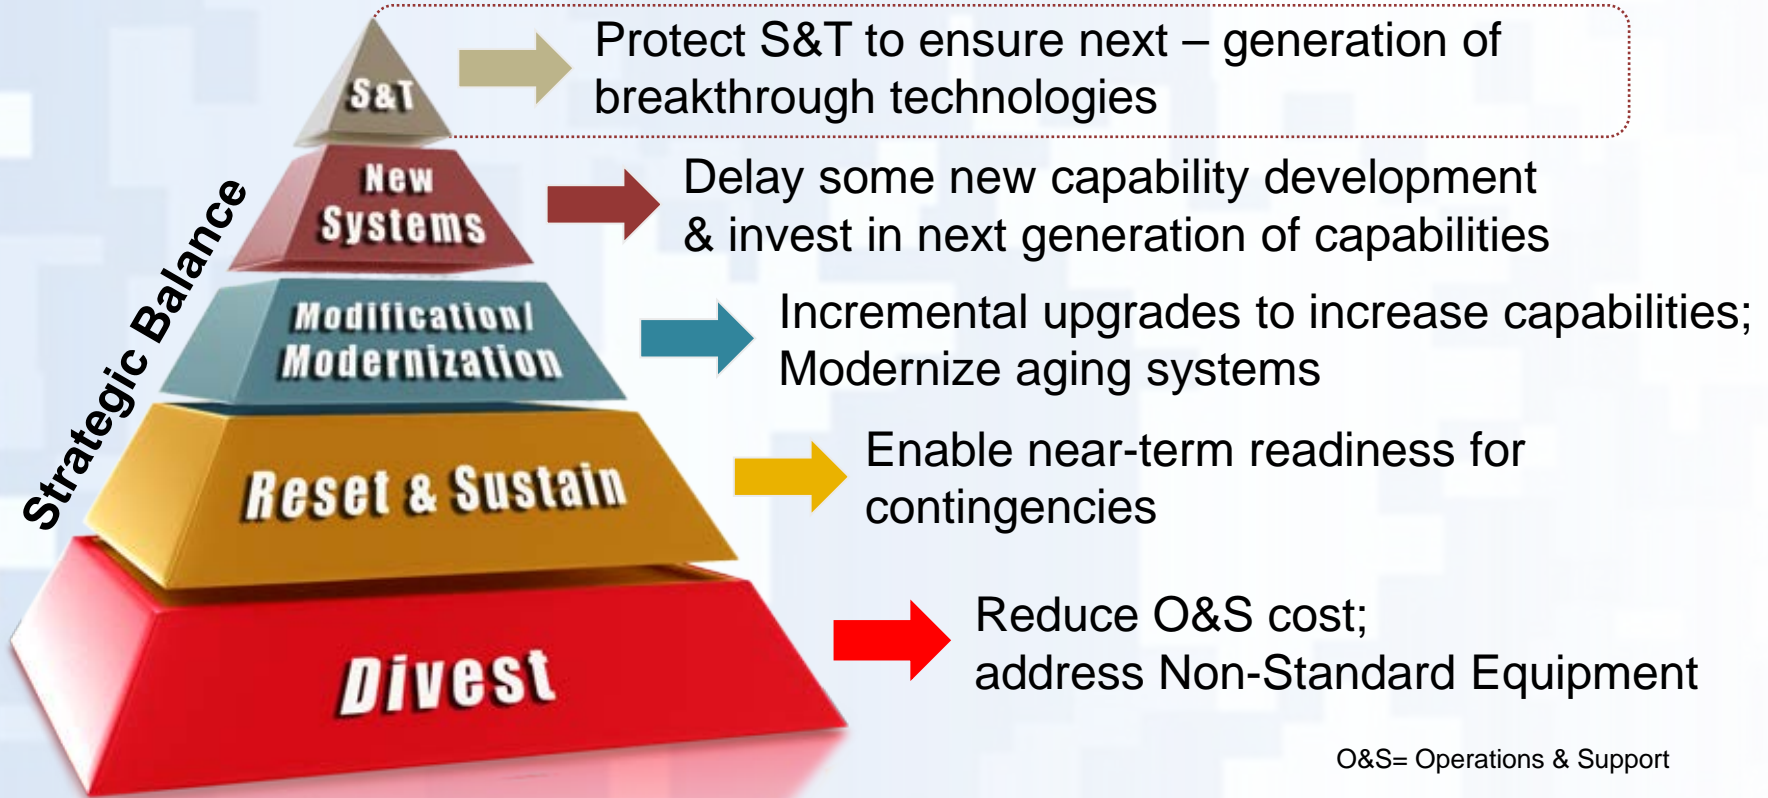 S&T
Protect S&T to ensure next – generation of
breakthrough technologies
New
Systems
Delay some new capability development
& invest in next generation of capabilities
Strategic Balance
Modification/
Modernization
Incremental upgrades to increase capabilities;
Modernize aging systems
Reset & Sustain
Enable near-term readiness for
contingencies
Divest
Reduce O&S cost;
address Non-Standard Equipment
O&S= Operations & Support